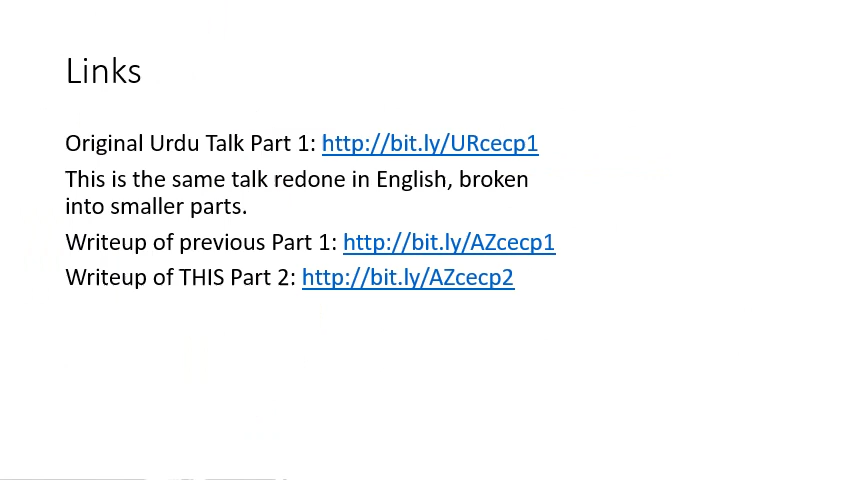 Links
Original Urdu Talk Part 1: http://bit.ly/URcecp1
This is the same talk redone in English, broken
into smaller parts.
Writeup of previous Part 1: http://bit.ly/AZcecp1
Writeup of THIS Part 2: http://bit.ly/AZcecp2